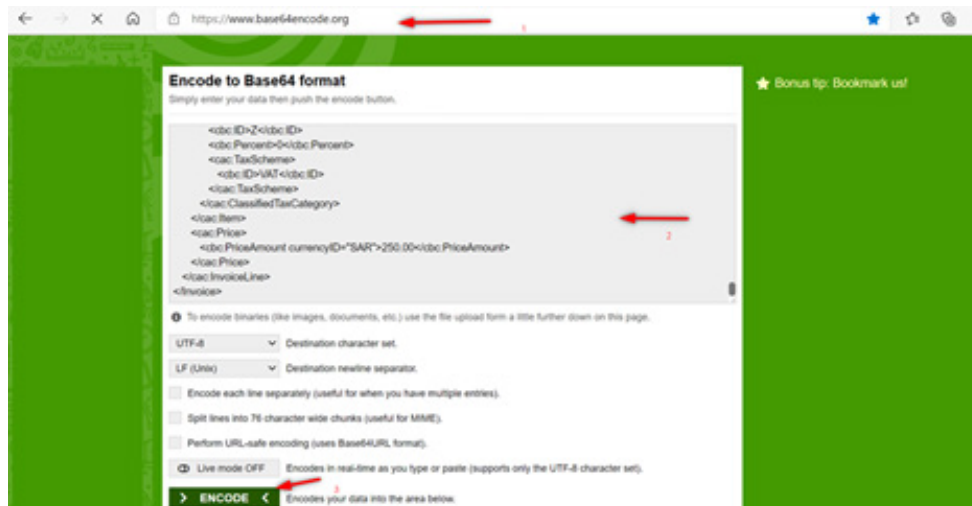 https://www.base64encode.org
1
Encode to Base64 format
Simply enter your data then push the encode button.
Bonus tip: Bookmark us!
<cbc:ID>Z</cbc:ID>
<cbc:Percent>0</cbc:Percent>
<cac:TaxScheme>
<cbc:ID>VAT</cbc:ID>
</cac:TaxScheme>
</cac:ClassifiedTaxCategory>
</cac:Item>
<cac:Price>
<cbc:PriceAmount currencyID="SAR">250.00</cbc:PriceAmount>
</cac:Price>
</cac:InvoiceLine>
</Invoice>
2
To encode binaries (like images, documents, etc.) use the file upload form a little further down on this page.
UTF-8 Destination character set.
LF (Unix) Destination newline separator.
Encode each line separately (useful for when you have multiple entries).
Split lines into 76 character wide chunks (useful for MIME).
Perform URL-safe encoding (uses Base64URL format).
Live mode OFF Encodes in real-time as you type or paste (supports only the UTF-8 character set).
3
> ENCODE < Encodes your data into the area below.